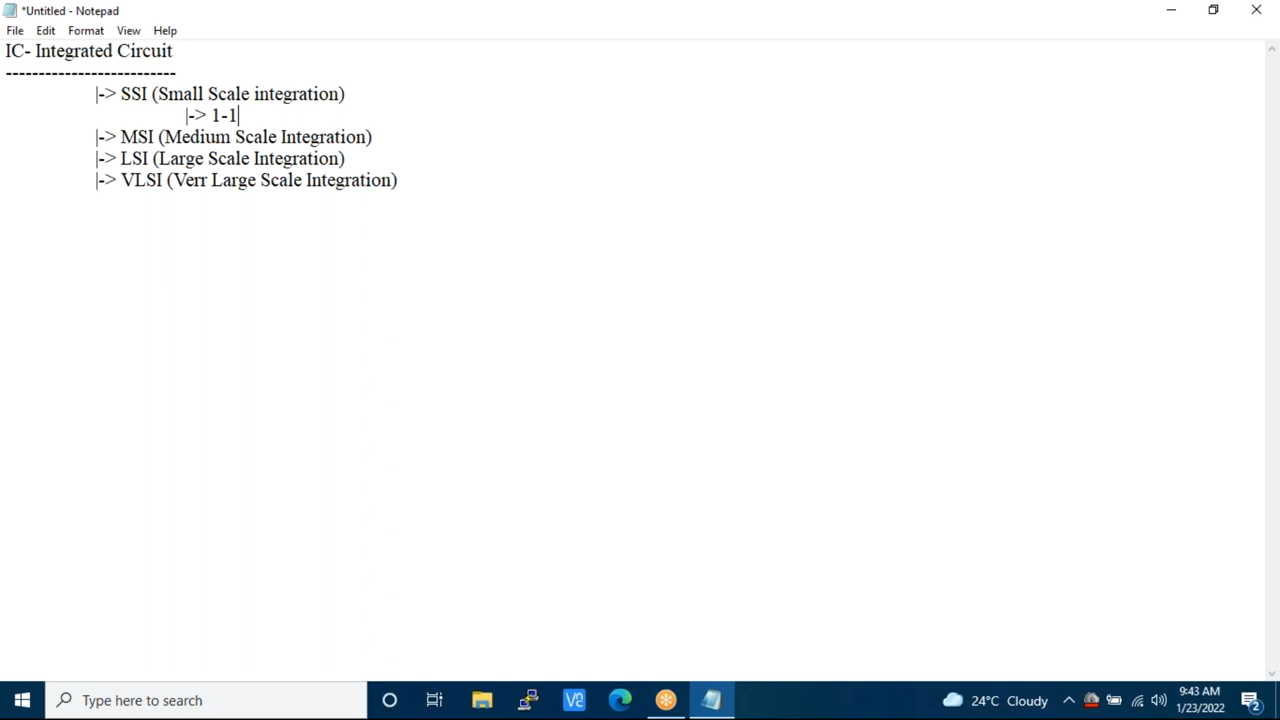 *Untitled - Notepad
File Edit Format View Help
IC- Integrated Circuit
--------------------------
|-> SSI (Small Scale integration)
|-> 1-1
|-> MSI (Medium Scale Integration)
|-> LSI (Large Scale Integration)
|-> VLSI (Verr Large Scale Integration)
Type here to search
24°C Cloudy
9:43 AM
1/23/2022
2